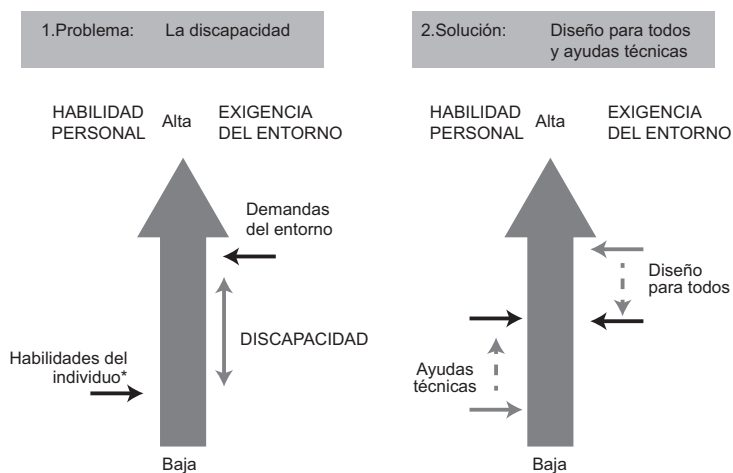 1.Problema: La discapacidad
HABILIDAD
PERSONAL
Alta
EXIGENCIA
DEL ENTORNO
Demandas
del entorno
DISCAPACIDAD
Habilidades del
individuo*
Baja
2.Solución: Diseño para todos
y ayudas técnicas
HABILIDAD
PERSONAL
Alta
EXIGENCIA
DEL ENTORNO
Diseño
para todos
Ayudas
técnicas
Baja